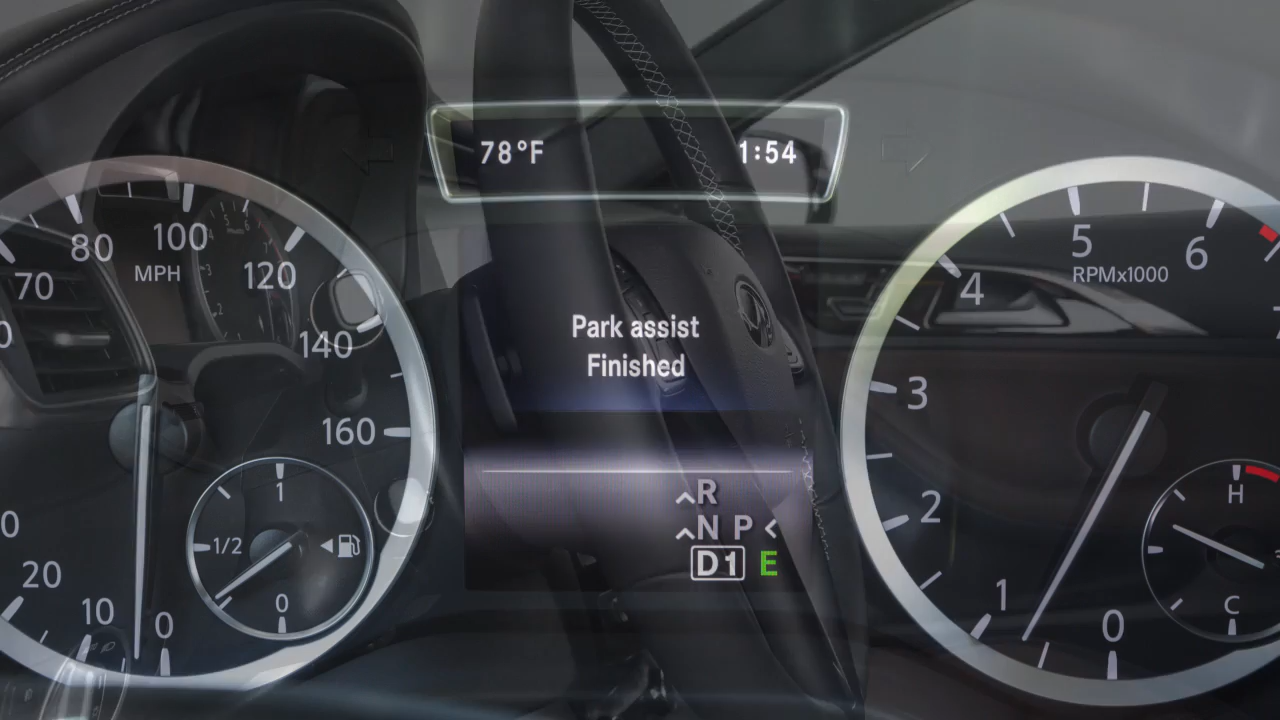 78°F 1:54
80
100
MPH
120
70
140
160
1
1/2
0
20
10
0
Park assist
Finished
^R
^N P <
D1 E
5
6
RPMx1000
4
3
2
1
0
H
C